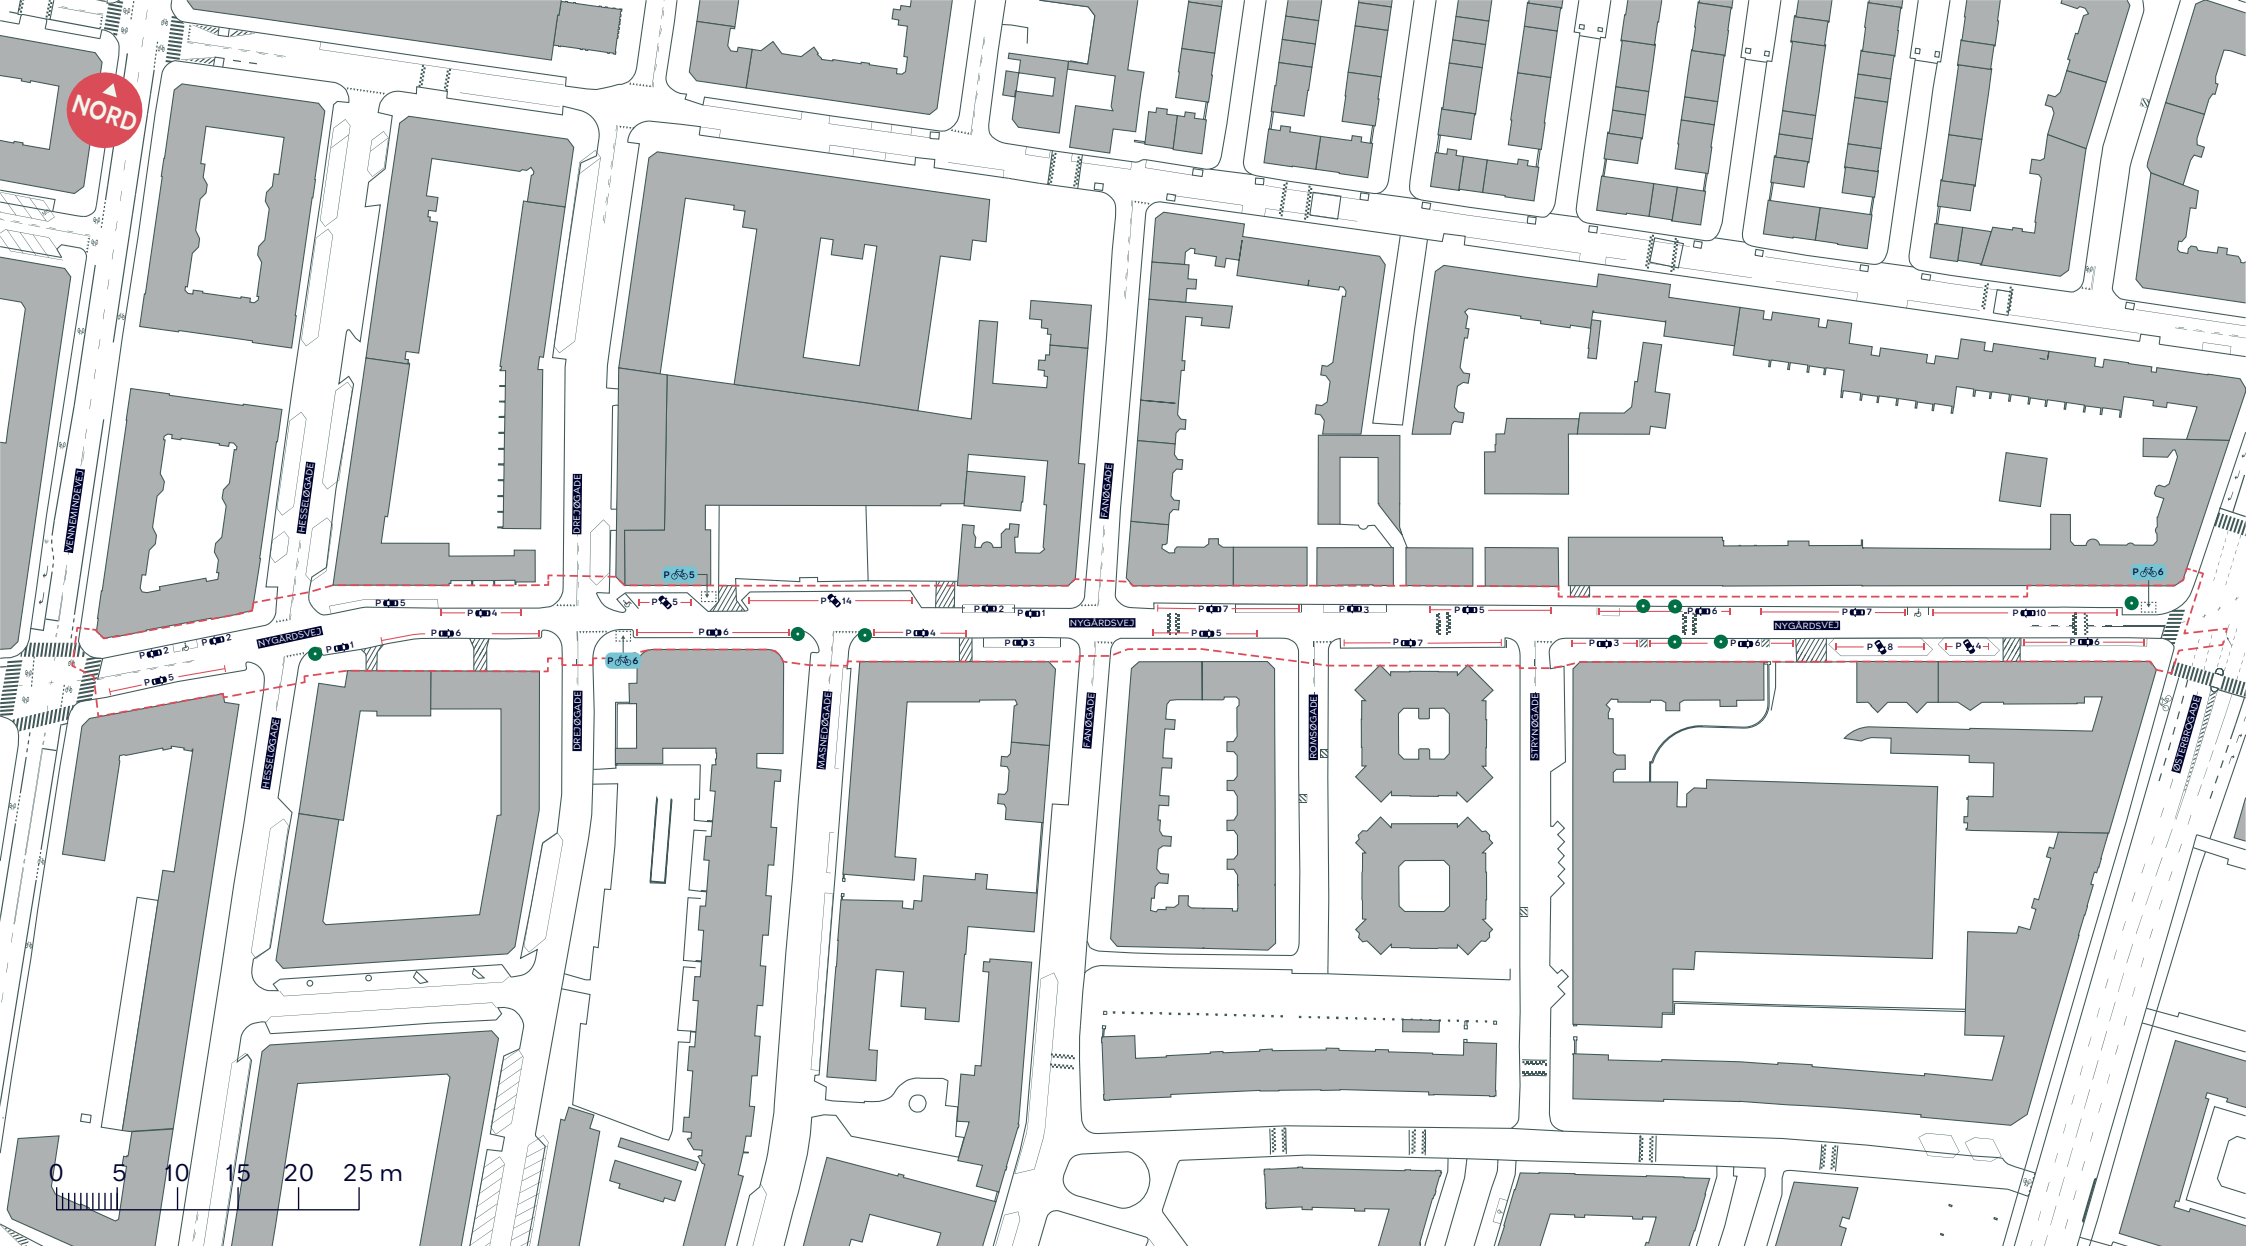 NORD
VENNEMINDEVEJ
HESSELØGADE
DREJØGADE
FANØGADE
P 5
P 6
P 5
P 4
P 5
P 14
P 2
P 1
P 7
P 3
P 5
P 6
P 7
P 10
NYGÅRDSVEJ
NYGÅRDSVEJ
NYGÅRDSVEJ
P 2
P 2
P 1
P 6
P 6
P 4
P 3
P 5
P 7
P 3
P 6
P 8
P 4
P 6
P 5
P 6
HESSELØGADE
DREJØGADE
MASNEDØGADE
FANØGADE
ROMSØGADE
STRYNØGADE
ØSTERBROGADE
0 5 10 15 20 25 m